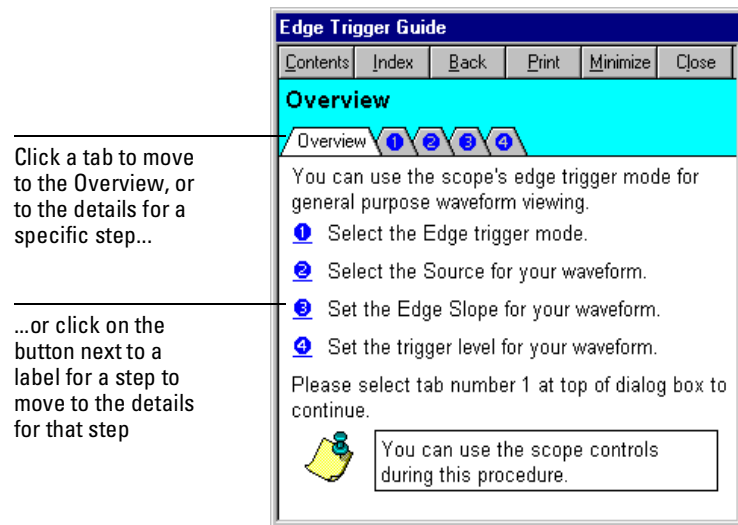 Edge Trigger Guide
Contents Index Back Print Minimize Close
Overview
Overview 1 2 3 4
Click a tab to move
to the Overview, or
to the details for a
specific step...
You can use the scope's edge trigger mode for
general purpose waveform viewing.
1 Select the Edge trigger mode.
2 Select the Source for your waveform.
3 Set the Edge Slope for your waveform.
4 Set the trigger level for your waveform.
...or click on the
button next to a
label for a step to
move to the details
for that step
Please select tab number 1 at top of dialog box to
continue.
You can use the scope controls
during this procedure.